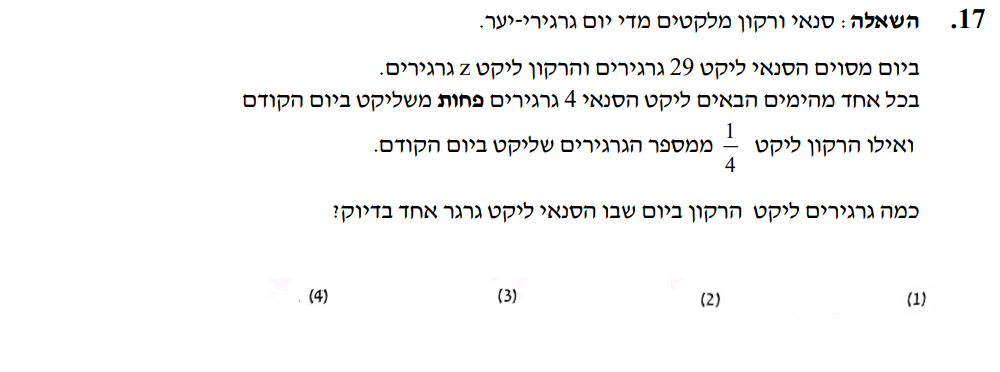 17. השאלה : סנאי ורקון מלקטים מדי יום גרגירי-יער.
ביום מסוים הסנאי ליקט 29 גרגירים והרקון ליקט z גרגירים.
בכל אחד מהימים הבאים ליקט הסנאי 4 גרגירים פחות משליקט ביום הקודם
ואילו הרקון ליקט 1/4 ממספר הגרגירים שליקט ביום הקודם.
כמה גרגירים ליקט הרקון ביום שבו הסנאי ליקט גרגר אחד בדיוק?
(1) (2) (3) (4)